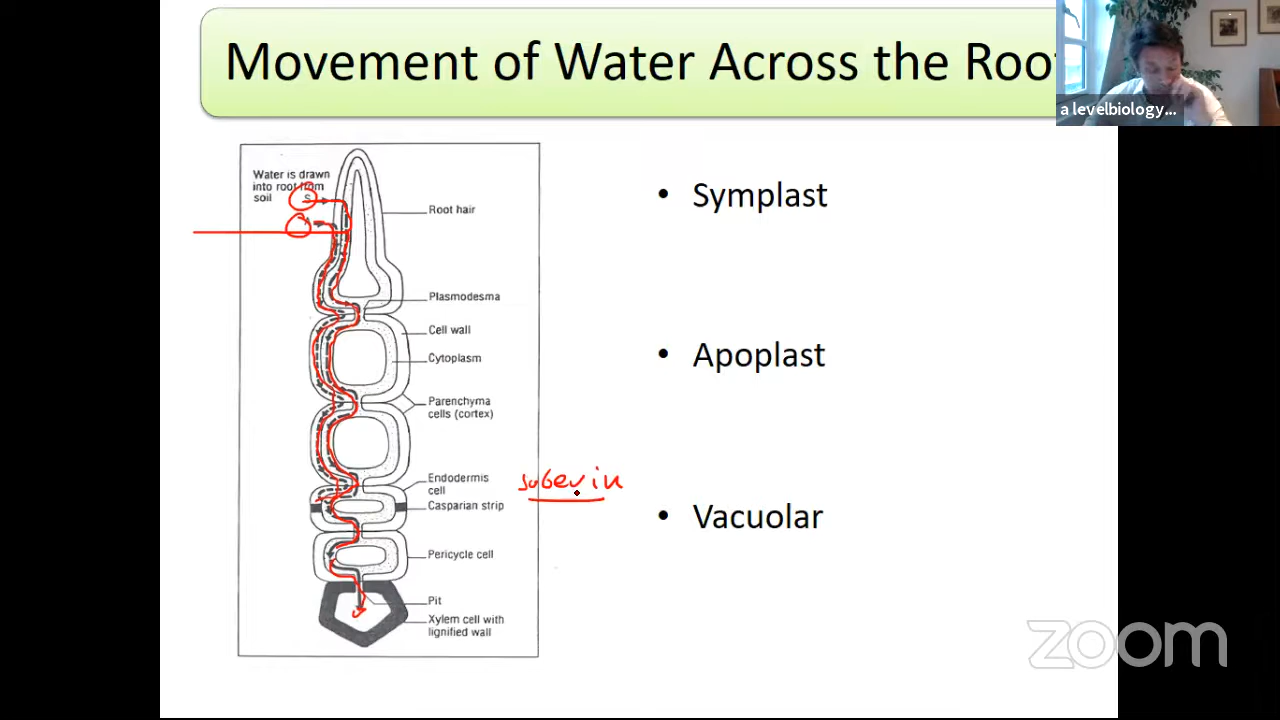 Movement of Water Across the Roo
a levelbiology...
Water is drawn
into root from
soil
S
A
Root hair
Plasmodesma
Cell wall
Cytoplasm
Parenchyma
cells (cortex)
Endodermis
cell
Casparian strip
Pericycle cell
Pit
Xylem cell with
lignified wall
suberin
• Symplast
• Apoplast
• Vacuolar
zoom